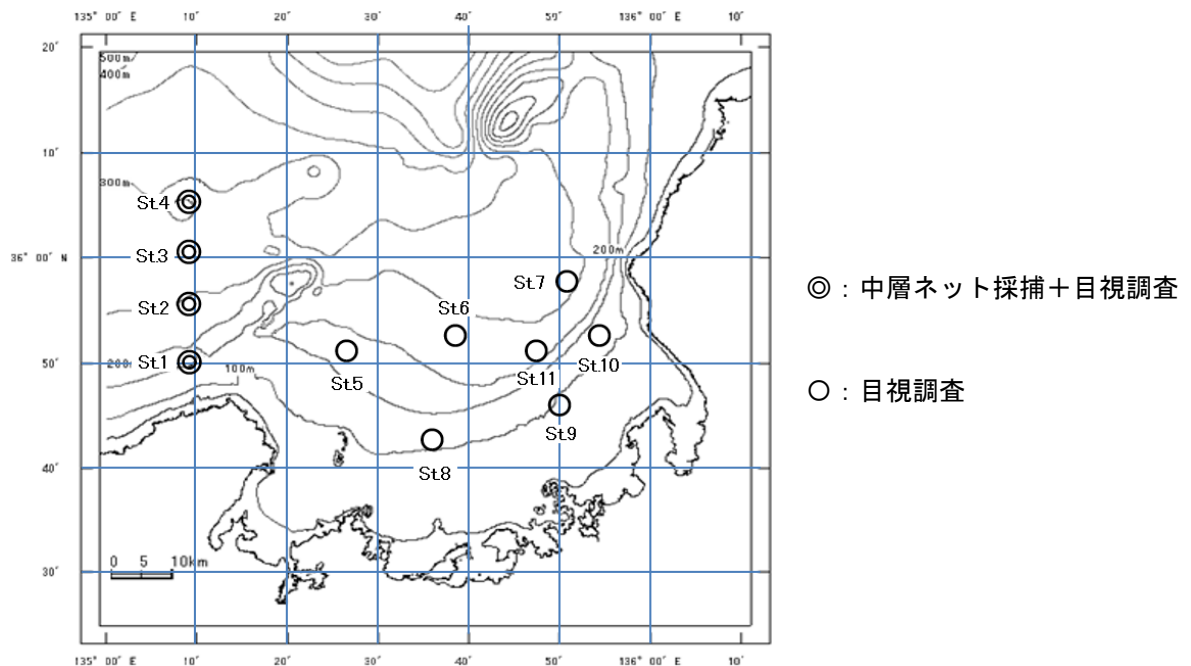 135° 00′ E 10′ 20′ 30′ 40′ 50′ 136° 00′ E 10′
20′
500m
400m
10′
300m
St4
St3
36° 00′ N
200m
St7
St2
St6
200m
St1
50′
100m
St5
St11
St10
St9
St8
40′
0 5 10km
30′
135° 00′ E 10′ 20′ 30′ 40′ 50′ 136° 00′ E 10′
◎：中層ネット採捕＋目視調査
○：目視調査